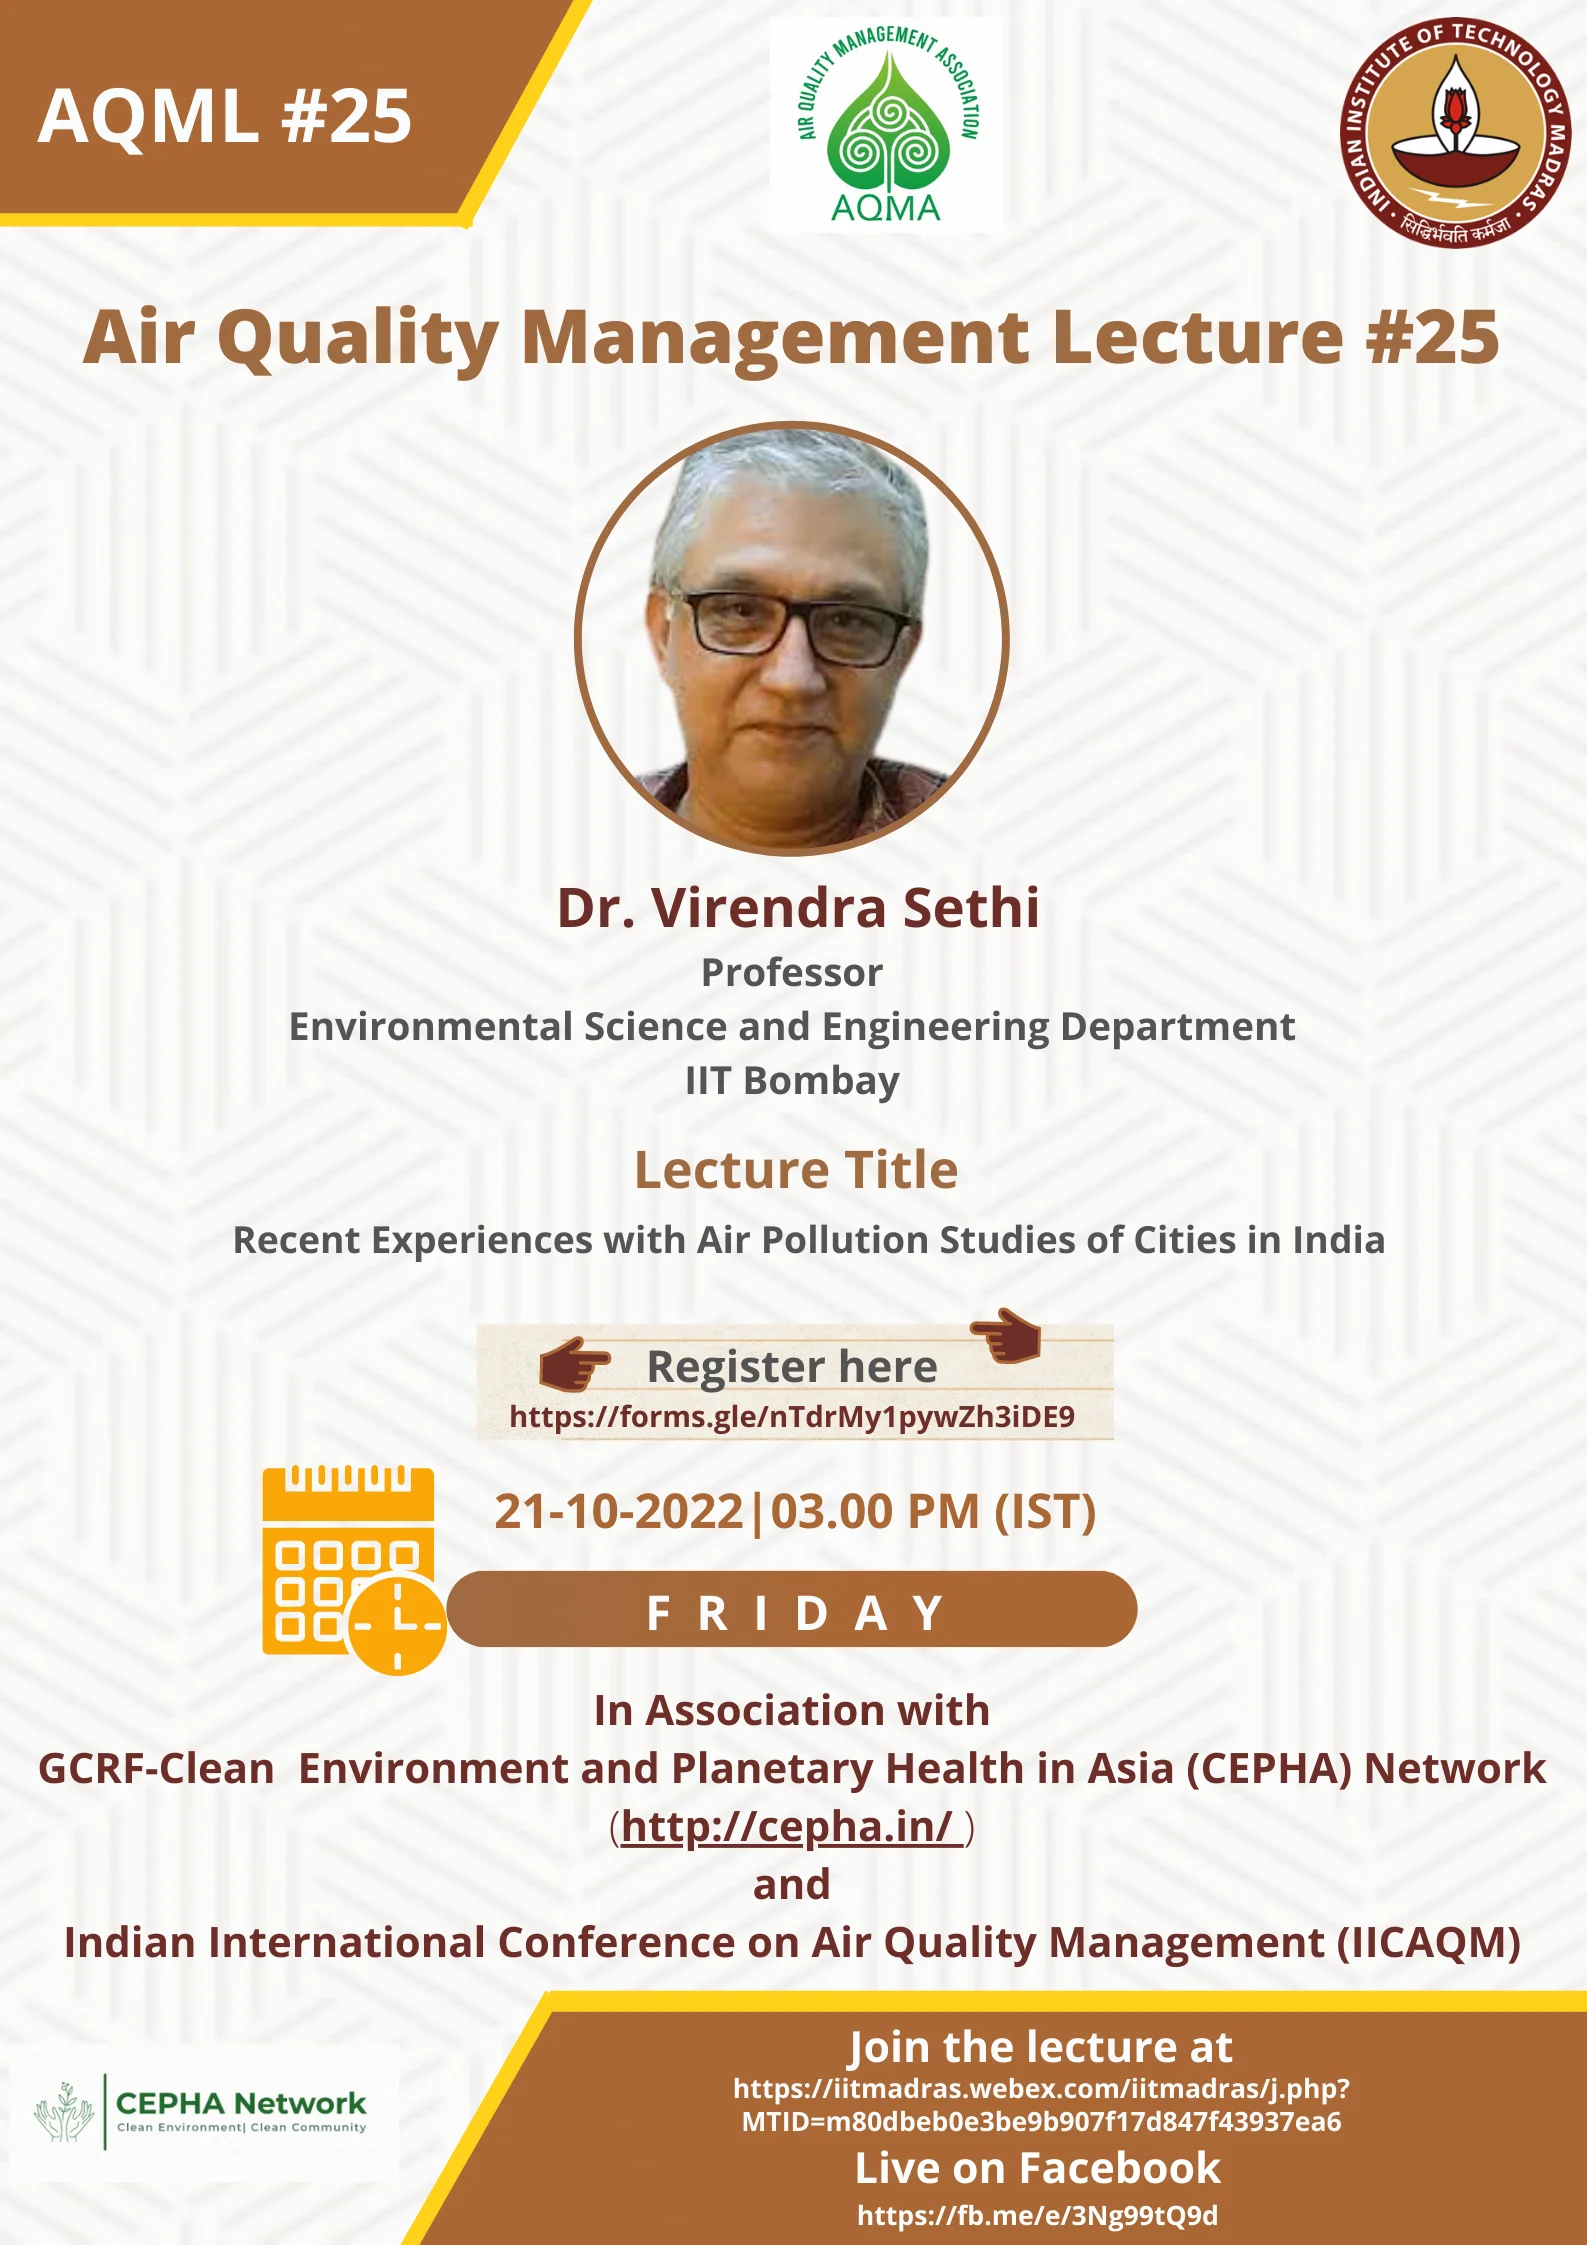 AQML #25
AIR QUALITY MANAGEMENT ASSOCIATION
AQMA
INDIAN INSTITUTE OF TECHNOLOGY MADRAS
सिद्धिर्भवति कर्मजा
Air Quality Management Lecture #25
Dr. Virendra Sethi
Professor
Environmental Science and Engineering Department
IIT Bombay
Lecture Title
Recent Experiences with Air Pollution Studies of Cities in India
Register here
https://forms.gle/nTdrMy1pywZh3iDE9
21-10-2022|03.00 PM (IST)
FRIDAY
In Association with
GCRF-Clean  Environment and Planetary Health in Asia (CEPHA) Network
(http://cepha.in/ )
and
Indian International Conference on Air Quality Management (IICAQM)
CEPHA Network
Clean Environment| Clean Community
Join the lecture at
https://iitmadras.webex.com/iitmadras/j.php?
MTID=m80dbeb0e3be9b907f17d847f43937ea6
Live on Facebook
https://fb.me/e/3Ng99tQ9d